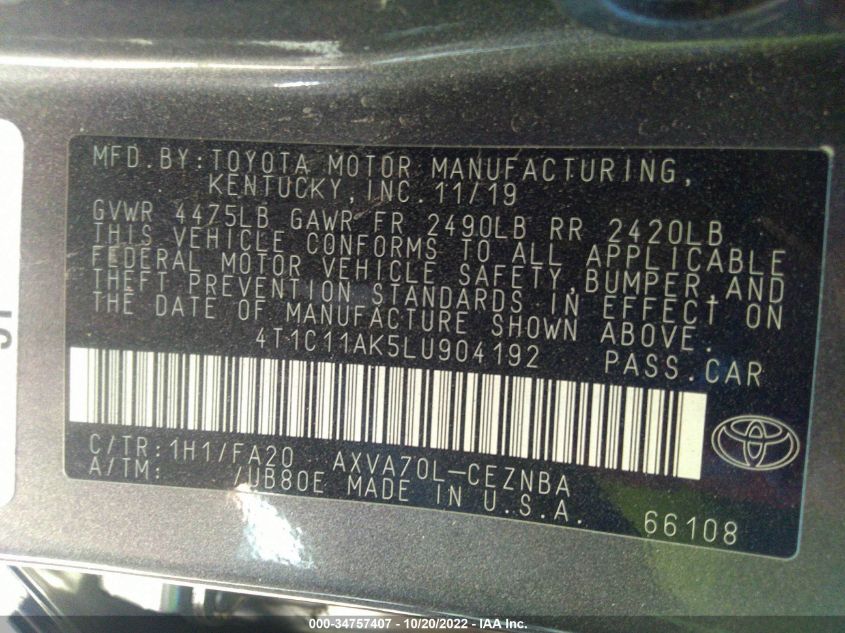 MFD.BY:TOYOTA MOTOR MANUFACTURING,
KENTUCKY, INC. 11/19
GVWR 4475LB GAWR FR 2490LB RR 2420LB
THIS VEHICLE CONFORMS TO ALL APPLICABLE
FEDERAL MOTOR VEHICLE SAFETY, BUMPER, AND
THEFT PREVENTION STANDARDS IN EFFECT ON
THE DATE OF MANUFACTURE SHOWN ABOVE.
4T1C11AK5LU904192 PASS.CAR
C/TR:1H1/FA20 AXVA70L-CEZNBA
A/TM: /UB80E MADE IN U.S.A.
66108
000-34757407 - 10/20/2022 - IAA Inc.